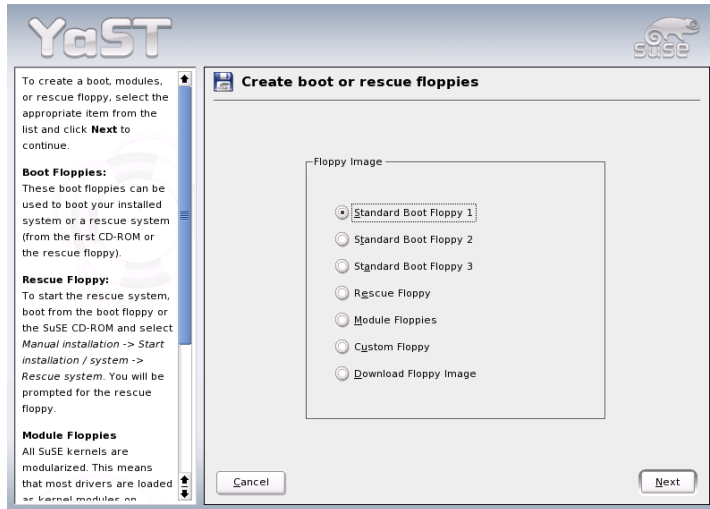 YaST
SuSE
To create a boot, modules,
or rescue floppy, select the
appropriate item from the
list and click Next to
continue.
Boot Floppies:
These boot floppies can be
used to boot your installed
system or a rescue system
(from the first CD-ROM or
the rescue floppy).
Rescue Floppy:
To start the rescue system,
boot from the boot floppy or
the SuSE CD-ROM and select
Manual installation -> Start
installation / system ->
Rescue system. You will be
prompted for the rescue
floppy.
Module Floppies
All SuSE kernels are
modularized. This means
that most drivers are loaded
as kernel modules on
Create boot or rescue floppies
Floppy Image
Standard Boot Floppy 1
Standard Boot Floppy 2
Standard Boot Floppy 3
Rescue Floppy
Module Floppies
Custom Floppy
Download Floppy Image
Cancel
Next